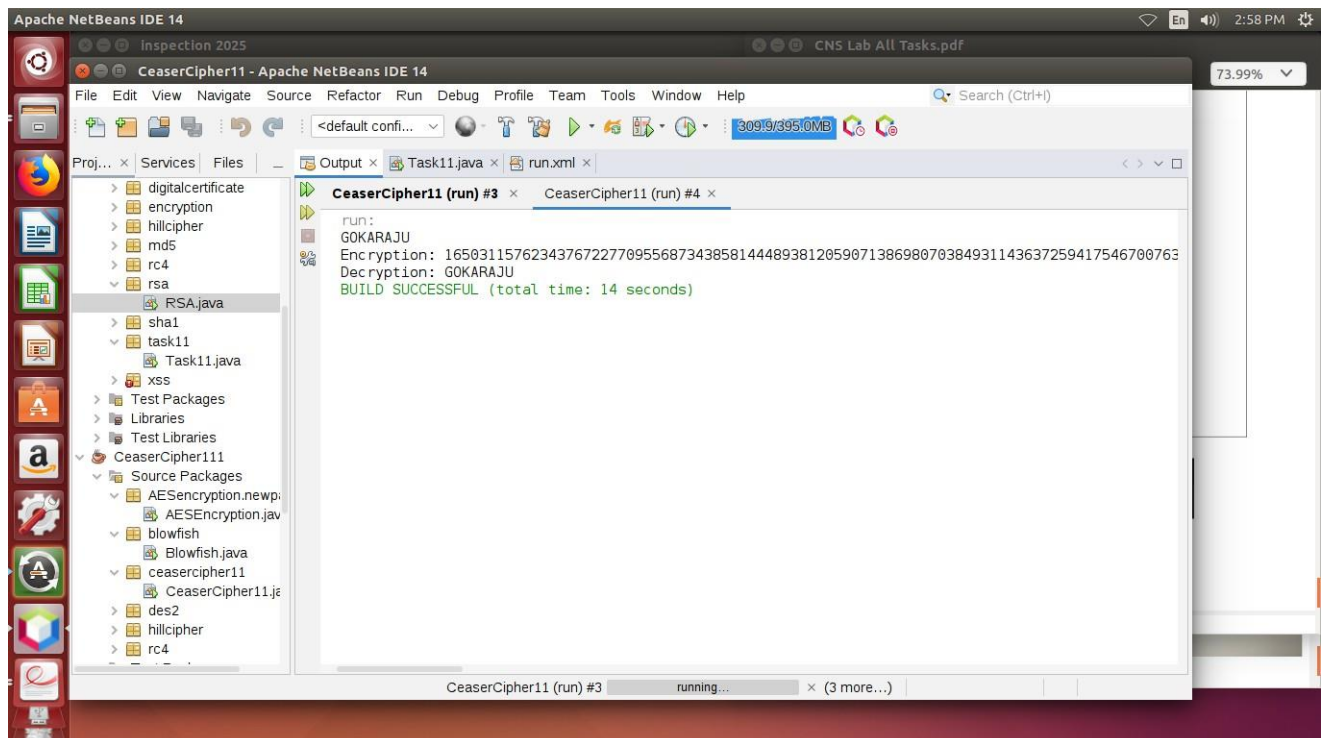 Apache NetBeans IDE 14
En
2:58 PM
Inspection 2025
CNS Lab All Tasks.pdf
CeaserCipher11 - Apache NetBeans IDE 14
73.99%
File Edit View Navigate Source Refactor Run Debug Profile Team Tools Window Help
Search (Ctrl+I)
<default confi...
309.9/395.0MB
Proj... × Services Files
Output × Task11.java × run.xml ×
CeaserCipher11 (run) #3 × CeaserCipher11 (run) #4 ×
digitalcertificate
encryption
hillcipher
md5
rc4
rsa
RSA.java
sha1
task11
Task11.java
xss
Test Packages
Libraries
Test Libraries
CeaserCipher111
Source Packages
AESencryption.newpa
AESEncryption.jav
blowfish
Blowfish.java
ceasercipher11
CeaserCipher11.ja
des2
hillcipher
rc4
run:
GOKARAJU
Encryption: 1650311576234376722770955687343858144489381205907138698070384931143637259417546700763
Decryption: GOKARAJU
BUILD SUCCESSFUL (total time: 14 seconds)
CeaserCipher11 (run) #3 running... × (3 more...)